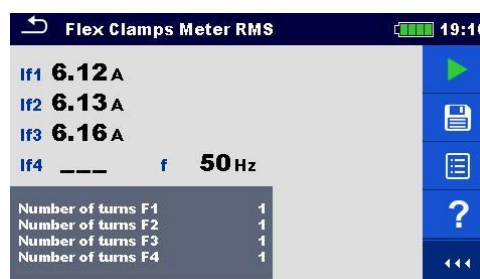 Flex Clamps Meter RMS 19:1
If1 6.12 A
If2 6.13 A
If3 6.16 A
If4 ___ f 50 Hz
Number of turns F1 1
Number of turns F2 1
Number of turns F3 1
Number of turns F4 1
?